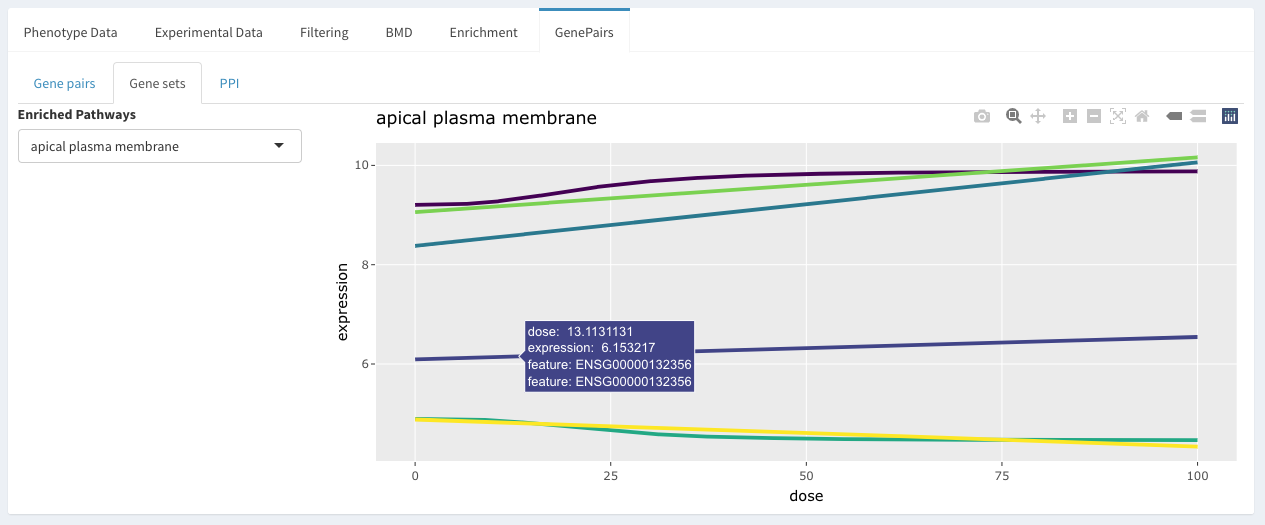 Phenotype Data Experimental Data Filtering BMD Enrichment GenePairs
Gene pairs Gene sets PPI
Enriched Pathways
apical plasma membrane
apical plasma membrane
10
8
6
expression
dose: 13.1131131
expression: 6.153217
feature: ENSG00000132356
feature: ENSG00000132356
0 25 50 75 100
dose